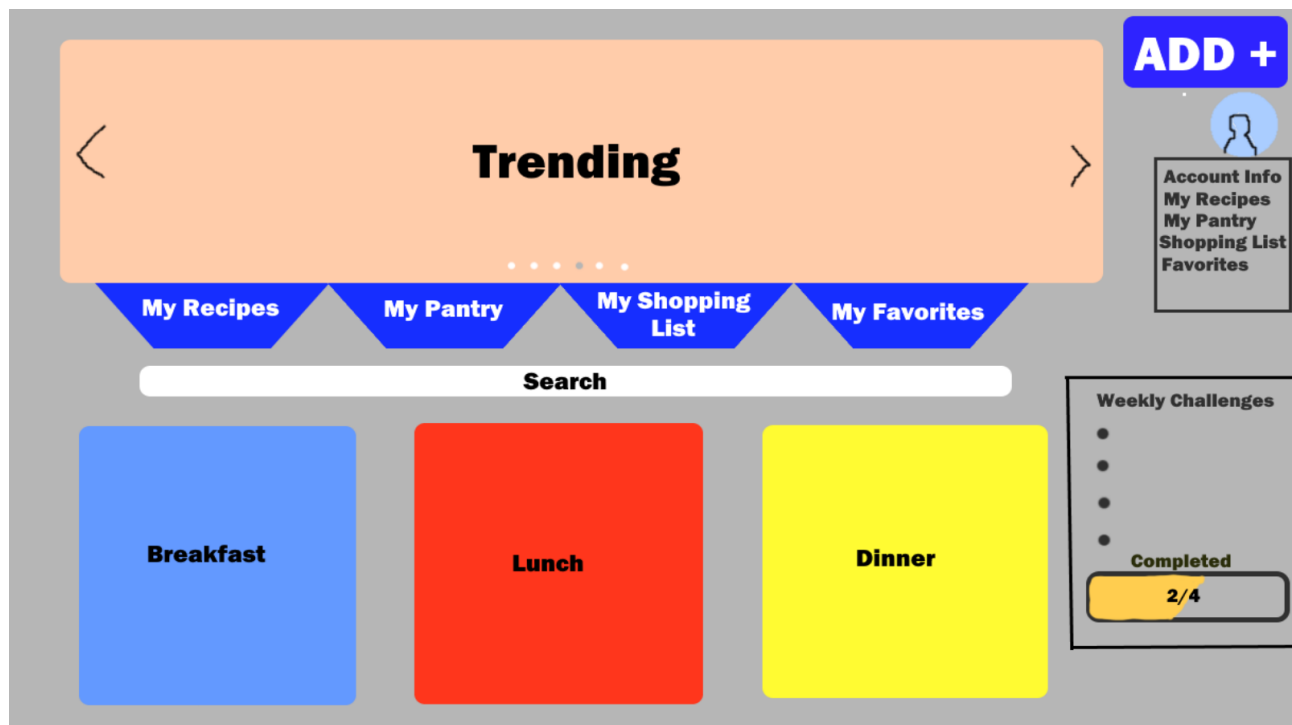 ADD +
Trending
Account Info
My Recipes
My Pantry
Shopping List
Favorites
My Recipes
My Pantry
My Shopping
List
My Favorites
Search
Weekly Challenges
Breakfast
Lunch
Dinner
Completed
2/4